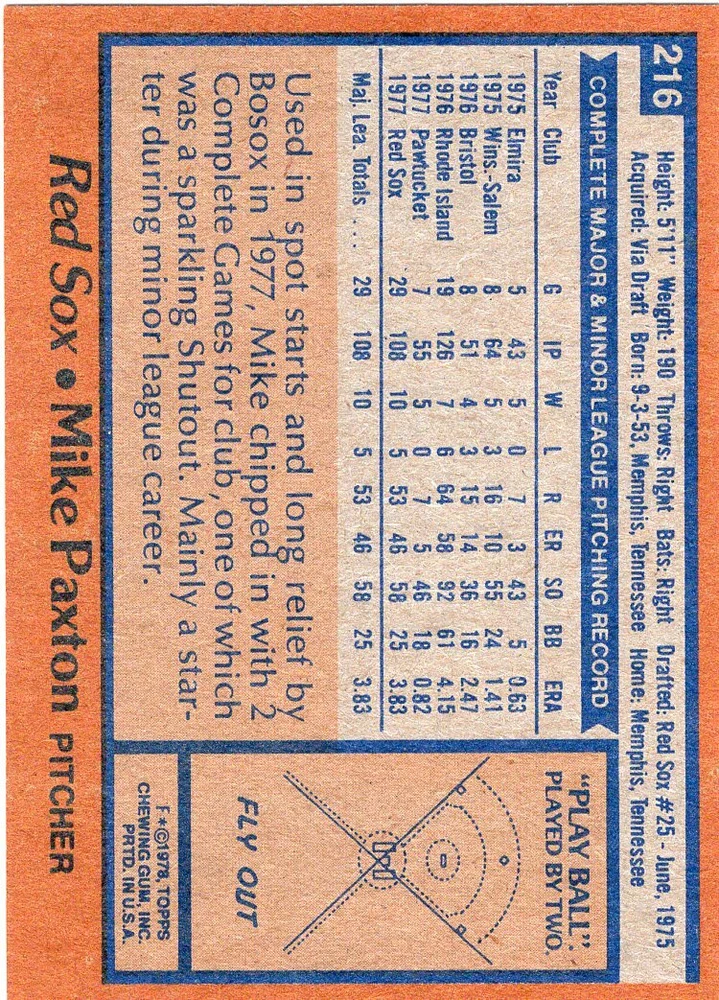 216
Height: 5'11" Weight: 190 Throws: Right Bats: Right Drafted: Red Sox #25 - June, 1975
Acquired: Via Draft Born: 9-3-53, Memphis, Tennessee Home: Memphis, Tennessee
COMPLETE MAJOR & MINOR LEAGUE PITCHING RECORD
Year Club G IP W L R ER SO BB ERA
1975 Elmira 5 43 5 0 7 3 43 5 0.63
1975 Wins.-Salem 8 64 5 3 16 10 55 24 1.41
1976 Bristol 8 51 4 3 15 14 36 16 2.47
1976 Rhode Island 19 126 7 6 64 58 92 61 4.15
1977 Pawtucket 7 55 5 0 7 5 46 18 0.82
1977 Red Sox 29 108 10 5 53 46 58 25 3.83
Maj. Lea. Totals .... 29 108 10 5 53 46 58 25 3.83
Used in spot starts and long relief by
Bosox in 1977, Mike chipped in with 2
Complete Games for club, one of which
was a sparkling Shutout. Mainly a star-
ter during minor league career.
"PLAY BALL":
PLAYED BY TWO.
FLY OUT
F*©1978, TOPPS
CHEWING GUM, INC.
PRTD. IN U.S.A.
Red Sox • Mike Paxton PITCHER